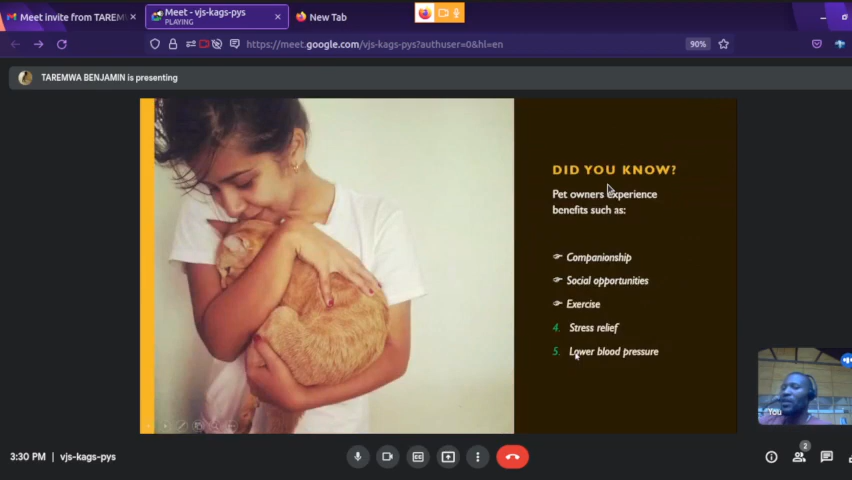 Meet invite from TAREM
Meet - vjs-kags-pys
PLAYING
New Tab
https://meet.google.com/vjs-kags-pys?authuser=0&hl=en
90%
TAREMWA BENJAMIN is presenting
DID YOU KNOW?
Pet owners experience
benefits such as:
Companionship
Social opportunities
Exercise
4. Stress relief
5. Lower blood pressure
You
3:30 PM | vjs-kags-pys
2